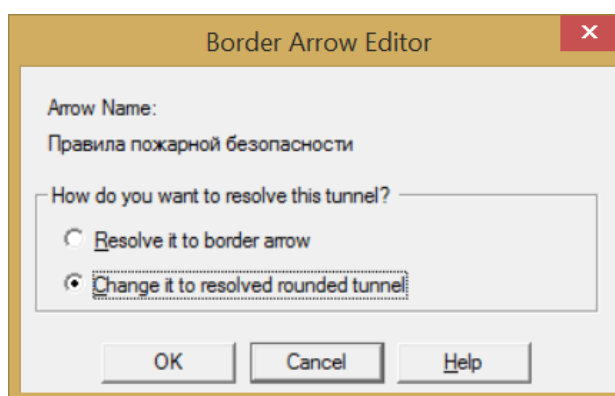 Border Arrow Editor
x
Arrow Name:
Правила пожарной безопасности
How do you want to resolve this tunnel?
Resolve it to border arrow
Change it to resolved rounded tunnel
OK Cancel Help